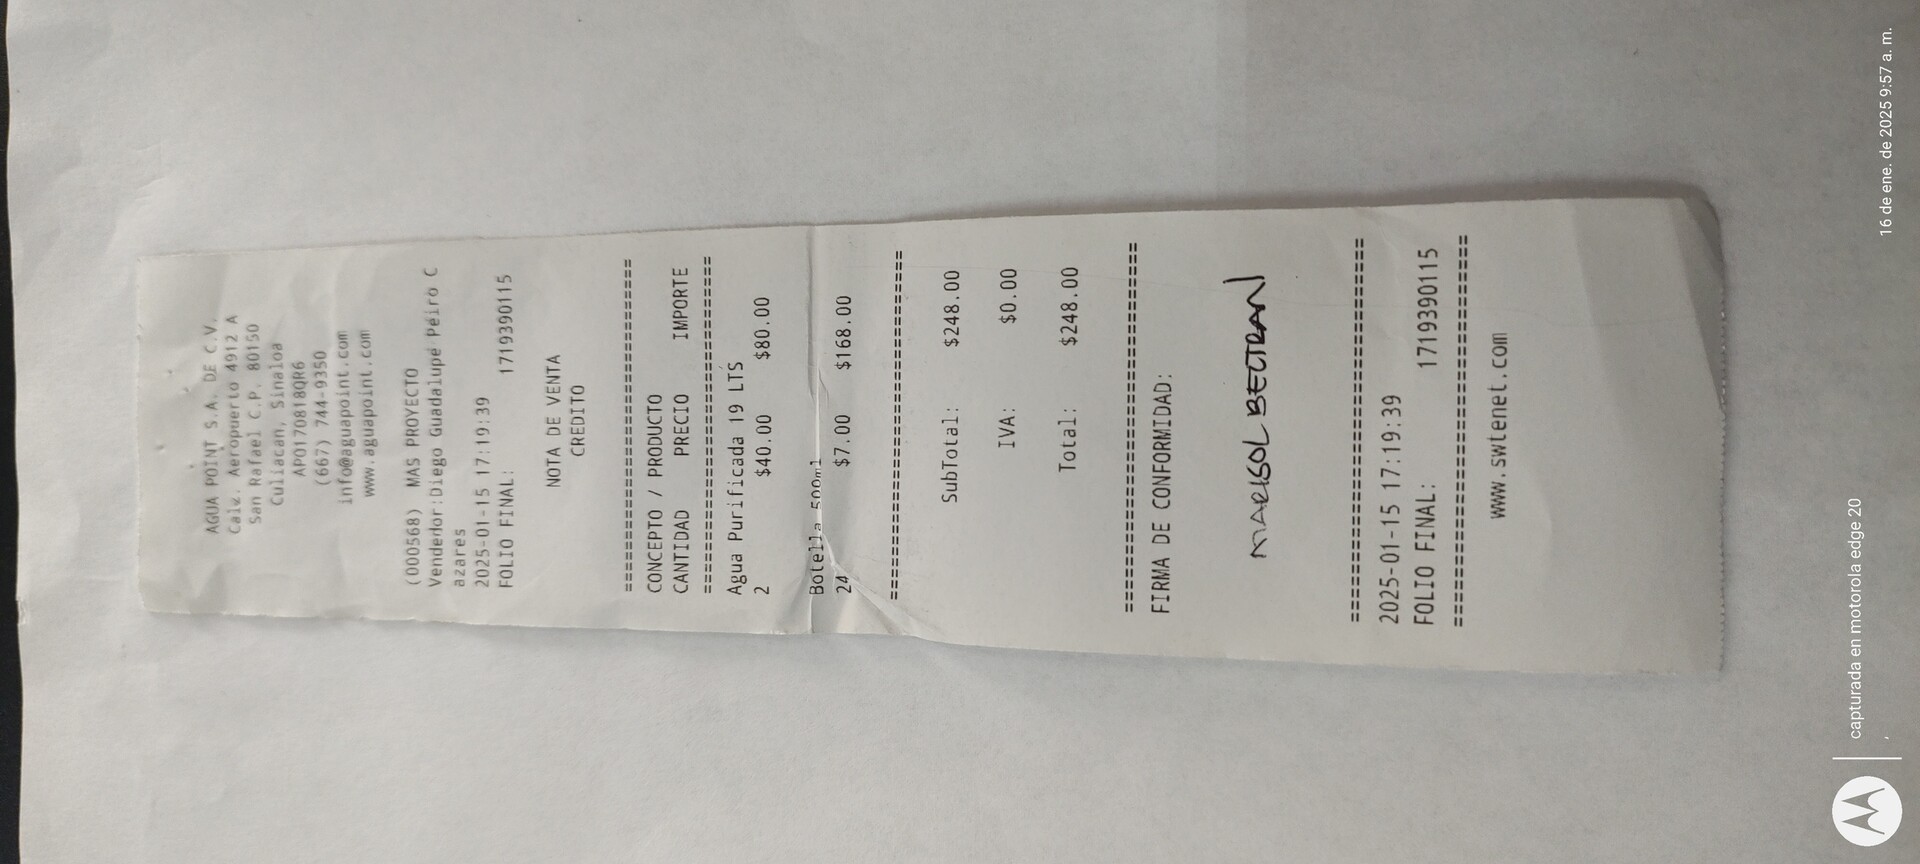 AGUA POINT S.A. DE C.V.
Calz. Aeropuerto 4912 A
San Rafael C.P. 80150
Culiacan, Sinaloa
APO170818QR6
(667) 744-9350
info@aguapoint.com
www.aguapoint.com
(000568) MAS PROYECTO
Vendedor:Diego Guadalupe Peiro C
azares
2025-01-15 17:19:39
FOLIO FINAL: 1719390115
NOTA DE VENTA
CREDITO
================================
CONCEPTO / PRODUCTO
CANTIDAD PRECIO IMPORTE
================================
Agua Purificada 19 LTS
2 $40.00 $80.00
Botella 500ml
24 $7.00 $168.00
================================
SubTotal: $248.00
IVA: $0.00
Total: $248.00
================================
FIRMA DE CONFORMIDAD:
MARISOL BELTRAN
================================
2025-01-15 17:19:39
FOLIO FINAL: 1719390115
================================
www.swtenet.com
capturada en motorola edge 20
16 de ene. de 2025 9:57 a. m.